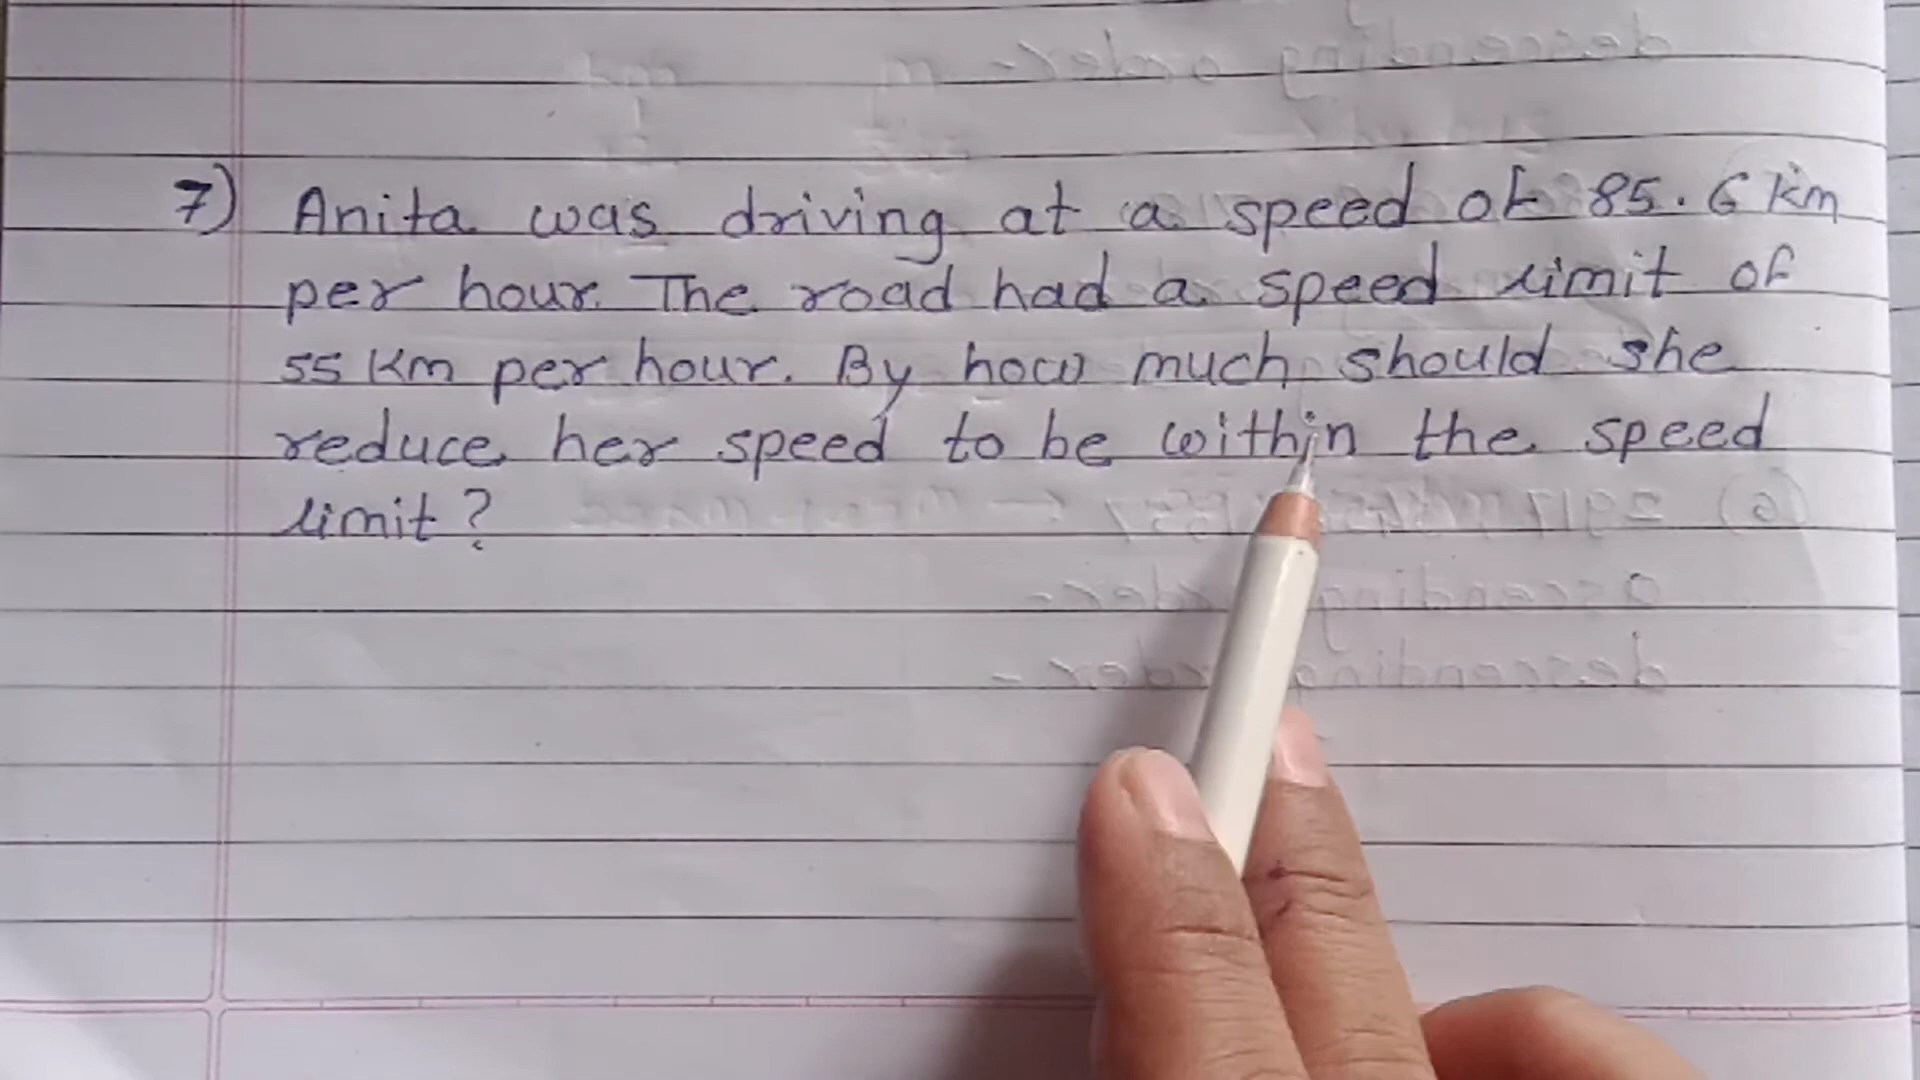 7) Anita was driving at a speed of 85.6 km
per hour. The road had a speed limit of
55 km per hour. By how much should she
reduce her speed to be within the speed
limit?